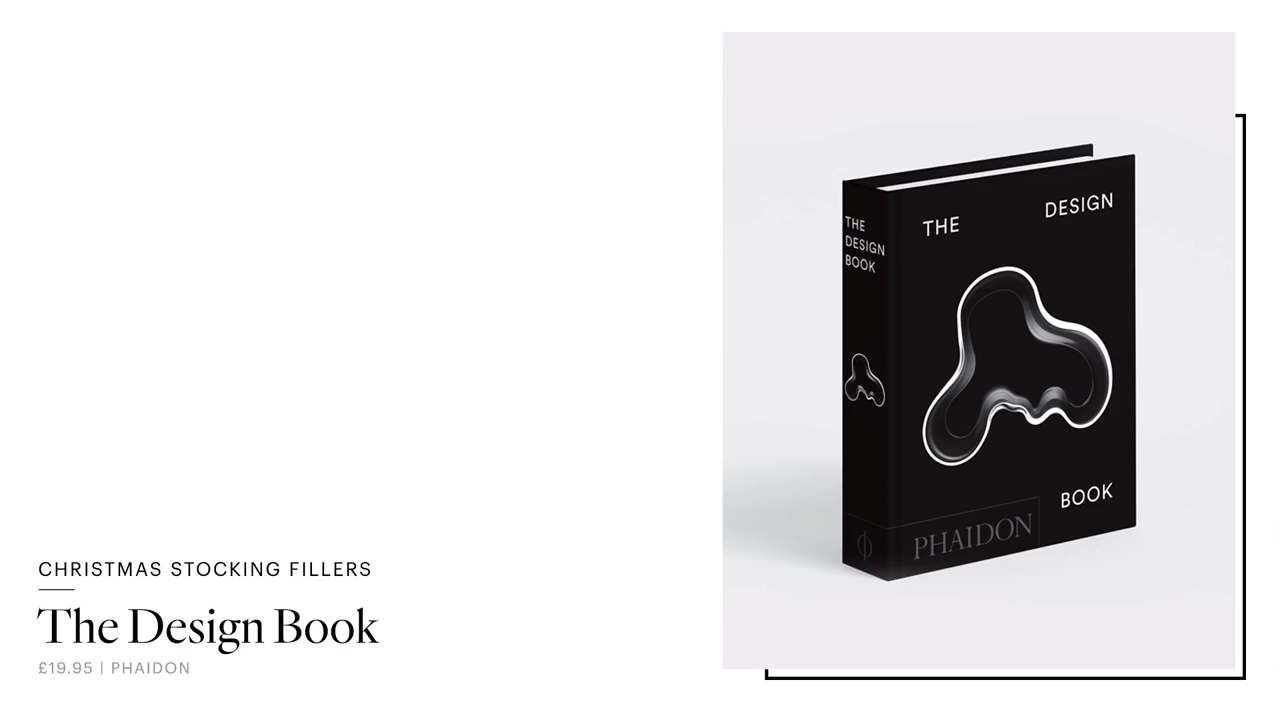 CHRISTMAS STOCKING FILLERS
The Design Book
£19.95 | PHAIDON
THE
DESIGN
BOOK
THE DESIGN
BOOK
PHAIDON